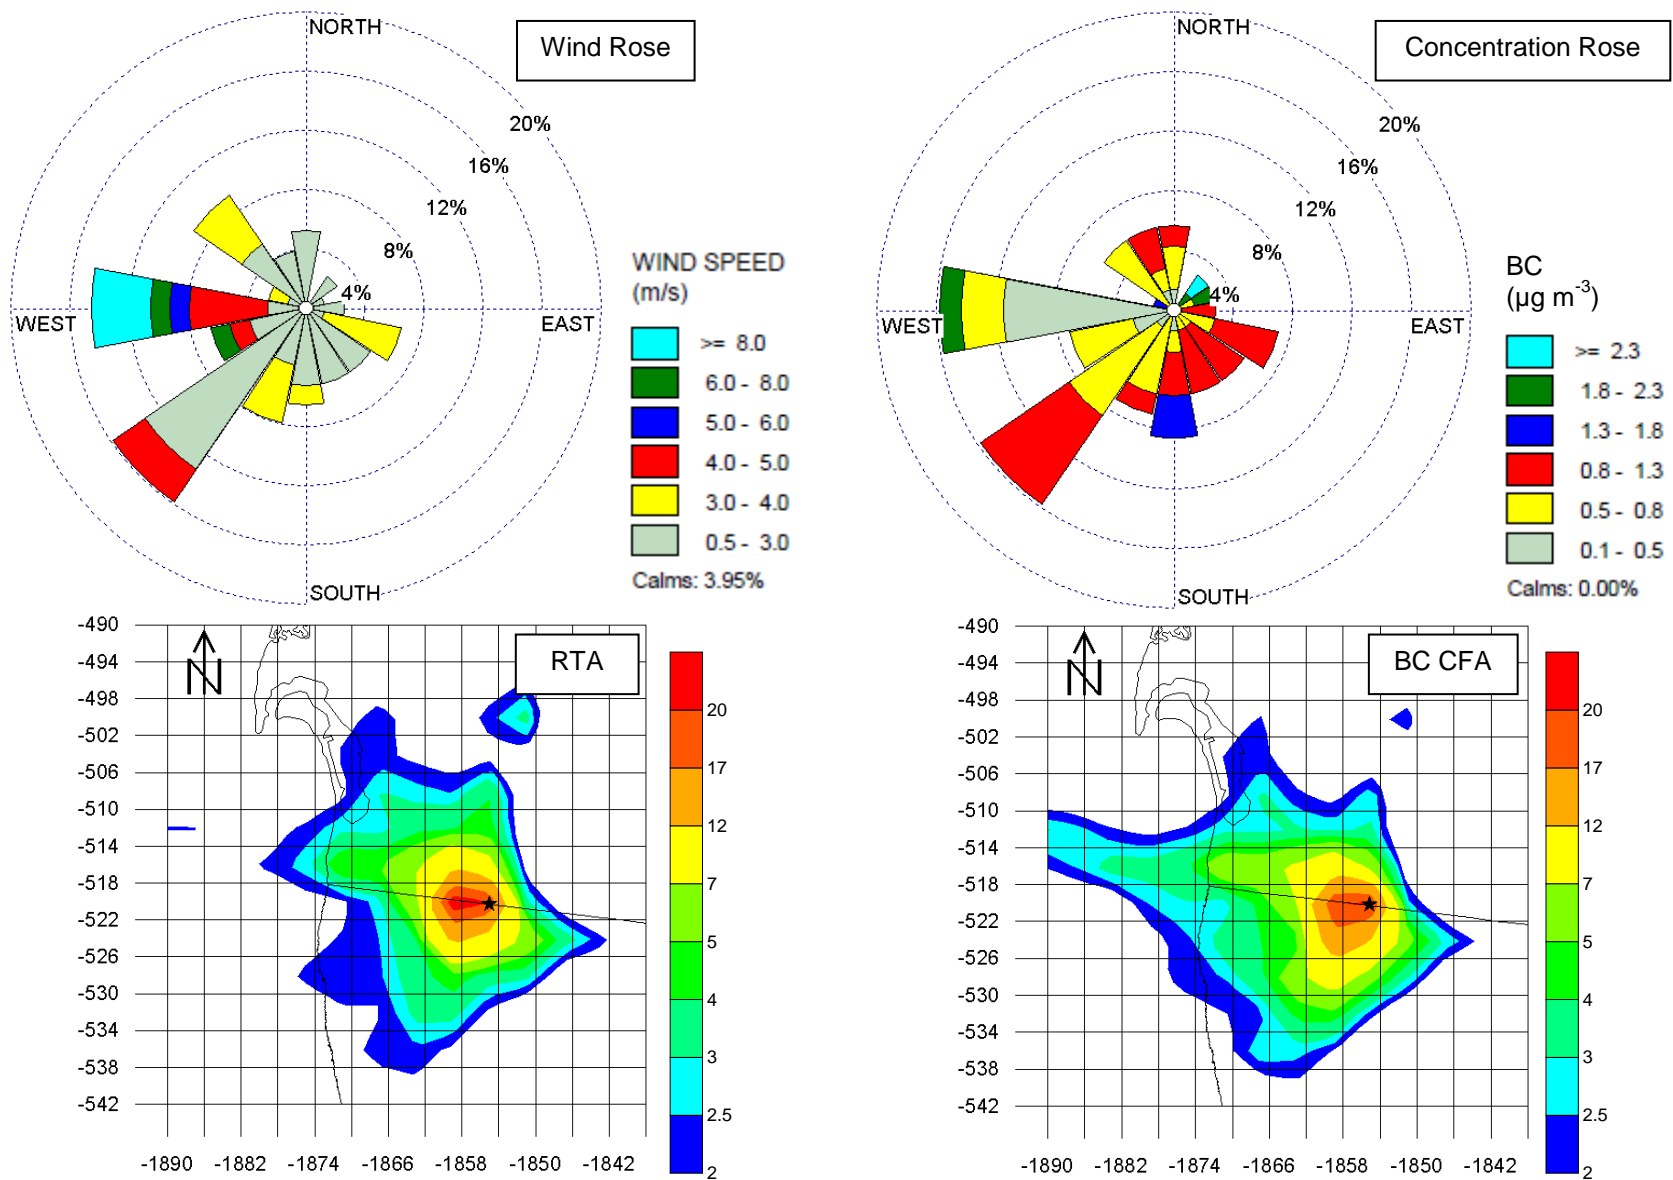 NORTH
Wind Rose
20%
16%
12%
8%
4%
WEST
EAST
SOUTH
WIND SPEED
(m/s)
>= 8.0
6.0 - 8.0
5.0 - 6.0
4.0 - 5.0
3.0 - 4.0
0.5 - 3.0
Calms: 3.95%
NORTH
Concentration Rose
20%
16%
12%
8%
4%
WEST
EAST
SOUTH
BC
(µg m-3)
>= 2.3
1.8 - 2.3
1.3 - 1.8
0.8 - 1.3
0.5 - 0.8
0.1 - 0.5
Calms: 0.00%
RTA
N
-490
-494
-498
-502
-506
-510
-514
-518
-522
-526
-530
-534
-538
-542
-1890 -1882 -1874 -1866 -1858 -1850 -1842
20
17
12
7
5
4
3
2.5
2
BC CFA
N
-490
-494
-498
-502
-506
-510
-514
-518
-522
-526
-530
-534
-538
-542
-1890 -1882 -1874 -1866 -1858 -1850 -1842
20
17
12
7
5
4
3
2.5
2